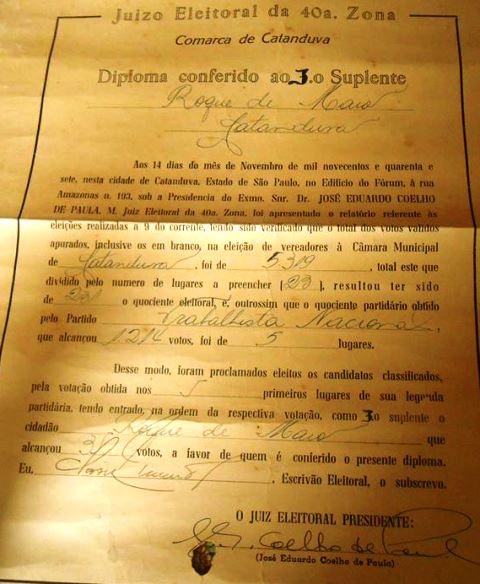 Juizo Eleitoral da 40a. Zona
Comarca de Catanduva
Diploma conferido ao 3.o Suplente
Roque de Maio
Catanduva
Aos 14 dias do mês de Novembro de mil novecentos e quarenta e
sete, nesta cidade de Catanduva, Estado de São Paulo, no Edificio do Fórum, à rua
Amazonas n. 193, sob a Presidencia do Exmo. Snr. Dr. JOSÉ EDUARDO COELHO
DE PAULA, M. Juiz Eleitoral da 40a. Zona, foi apresentado o relatório referente às
eleições realizadas a 9 do corrente, tendo sido verificado que o total dos votos válidos
apurados, inclusive os em branco, na eleição de vereadores à Câmara Municipal
de Catanduva, foi de 5319, total este que
dividido pelo numero de lugares a preencher [23], resultou ter sido
de 231 o quociente eleitoral, e, outrossim que o quociente partidário obtido
pelo Partido Trabalhista Nacional,
que alcançou 1214 votos, foi de 5 lugares.
Desse modo, foram proclamados eleitos os candidatos classificados,
pela votação obtida nos 5 primeiros lugares de sua legenda
partidária, tendo entrado, na ordem da respectiva votação, como 3.o suplente o
cidadão Roque de Maio que
alcançou votos, a favor de quem é conferido o presente diploma.
Eu, , Escrivão Eleitoral, o subscrevo.
O JUIZ ELEITORAL PRESIDENTE:
Coelho de Paula
(José Eduardo Coelho de Paula)